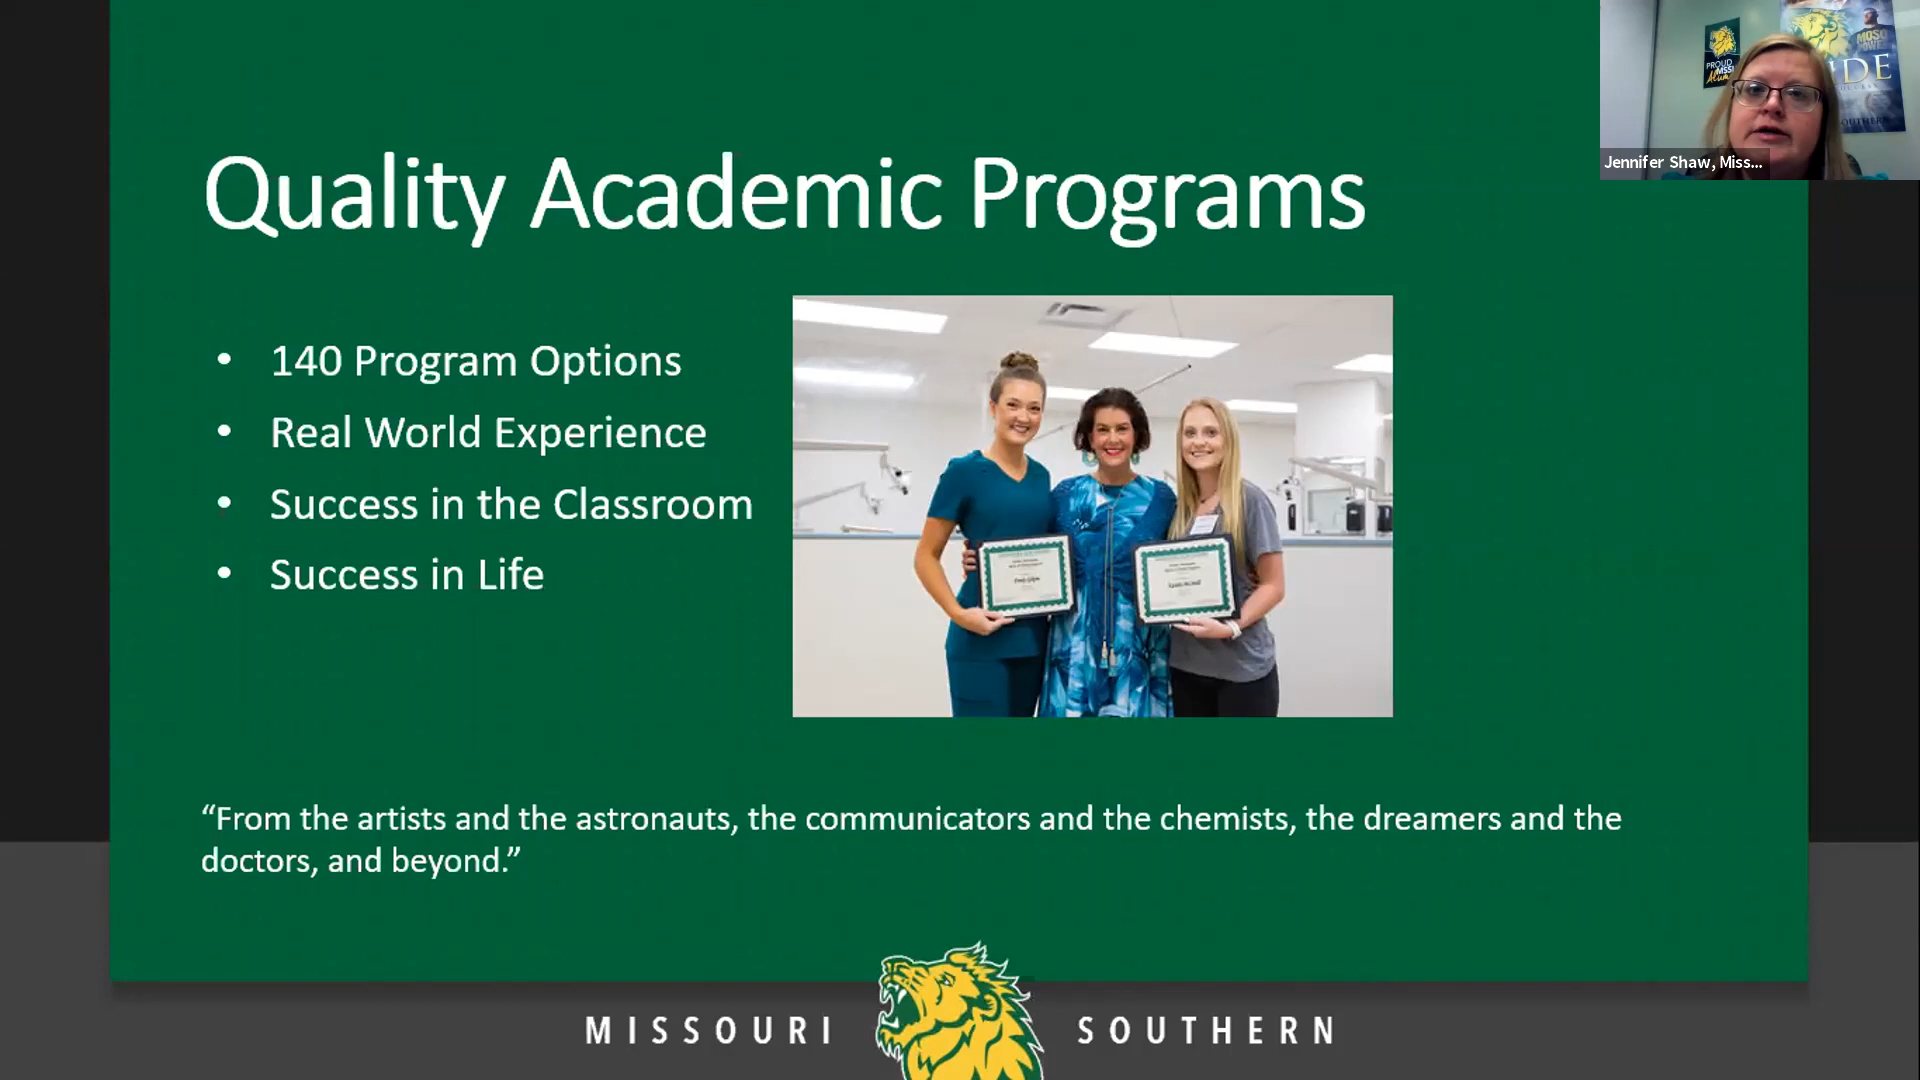 Quality Academic Programs
• 140 Program Options
• Real World Experience
• Success in the Classroom
• Success in Life
“From the artists and the astronauts, the communicators and the chemists, the dreamers and the
doctors, and beyond.”
MISSOURI SOUTHERN
Jennifer Shaw, Miss...
PROUD